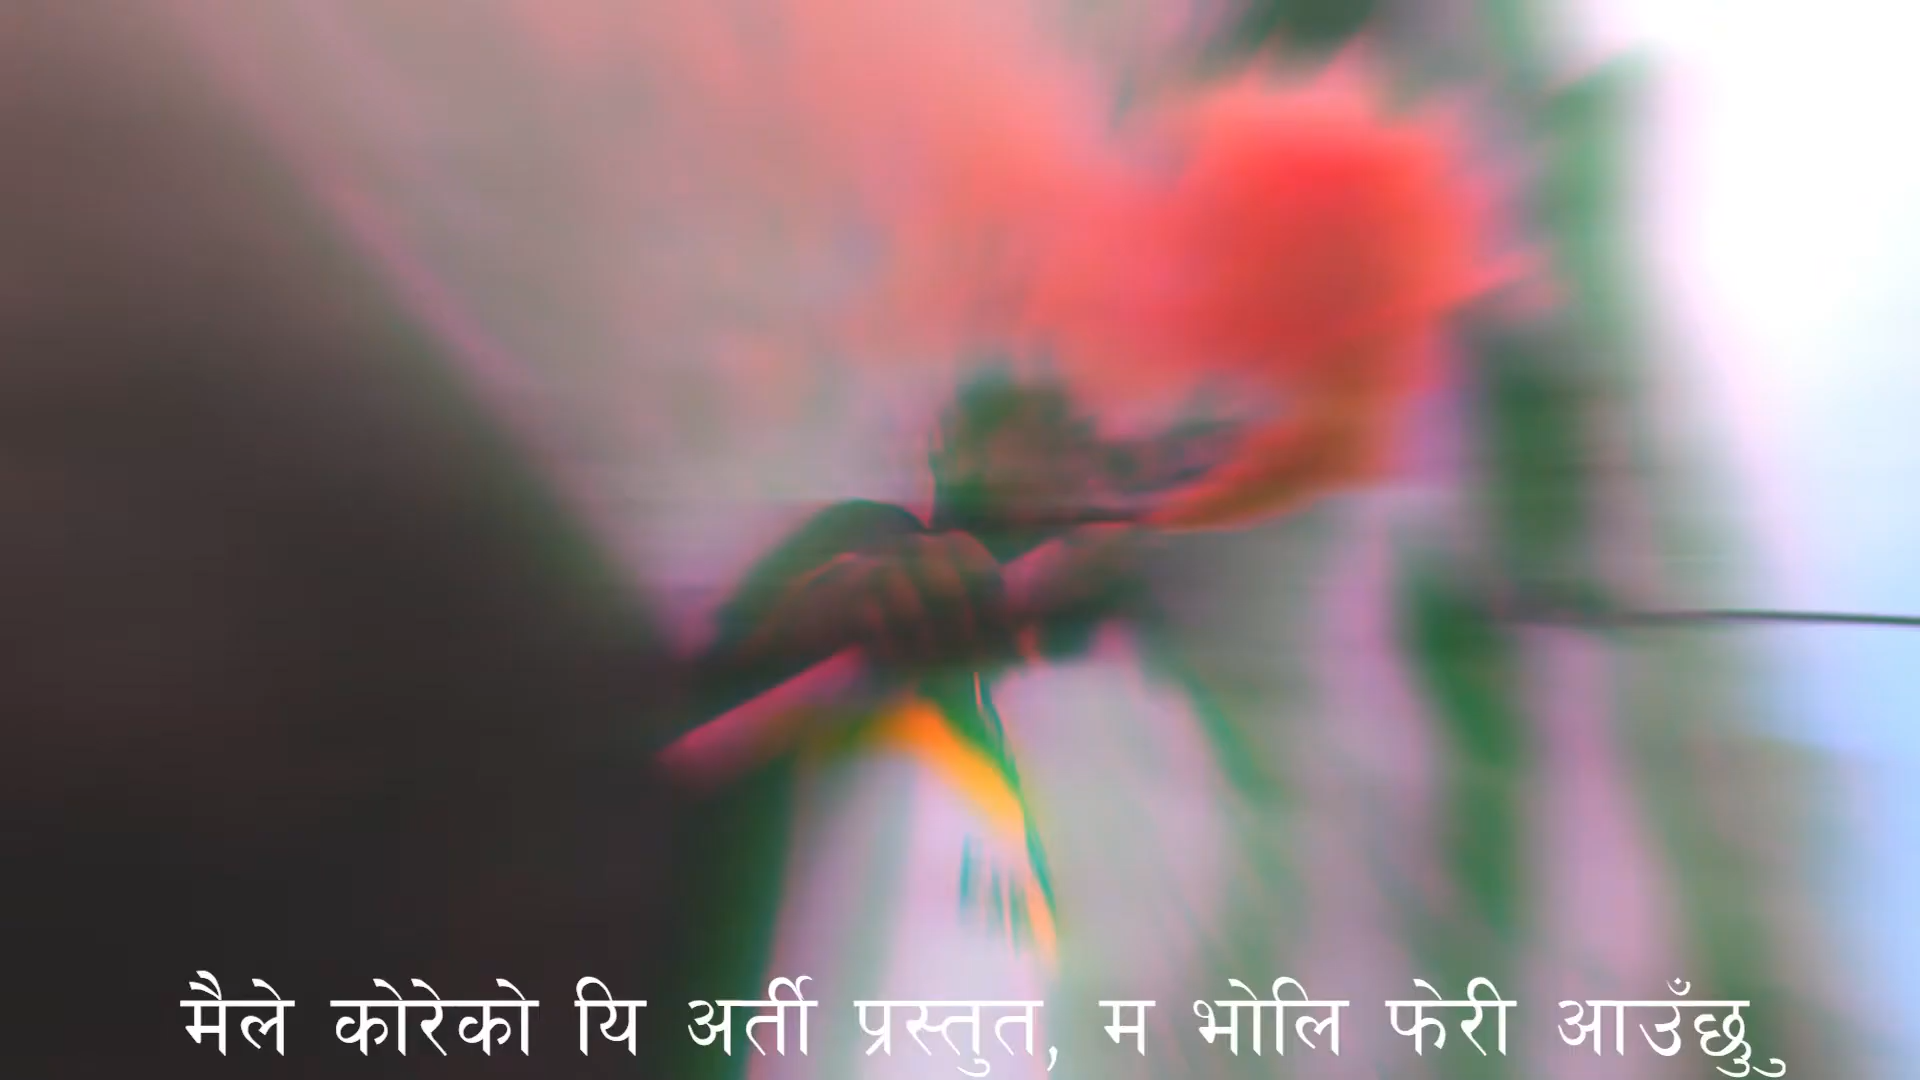 मैले कोरेको यि अर्ती प्रस्तुत, म भोलि फेरी आउँछुु